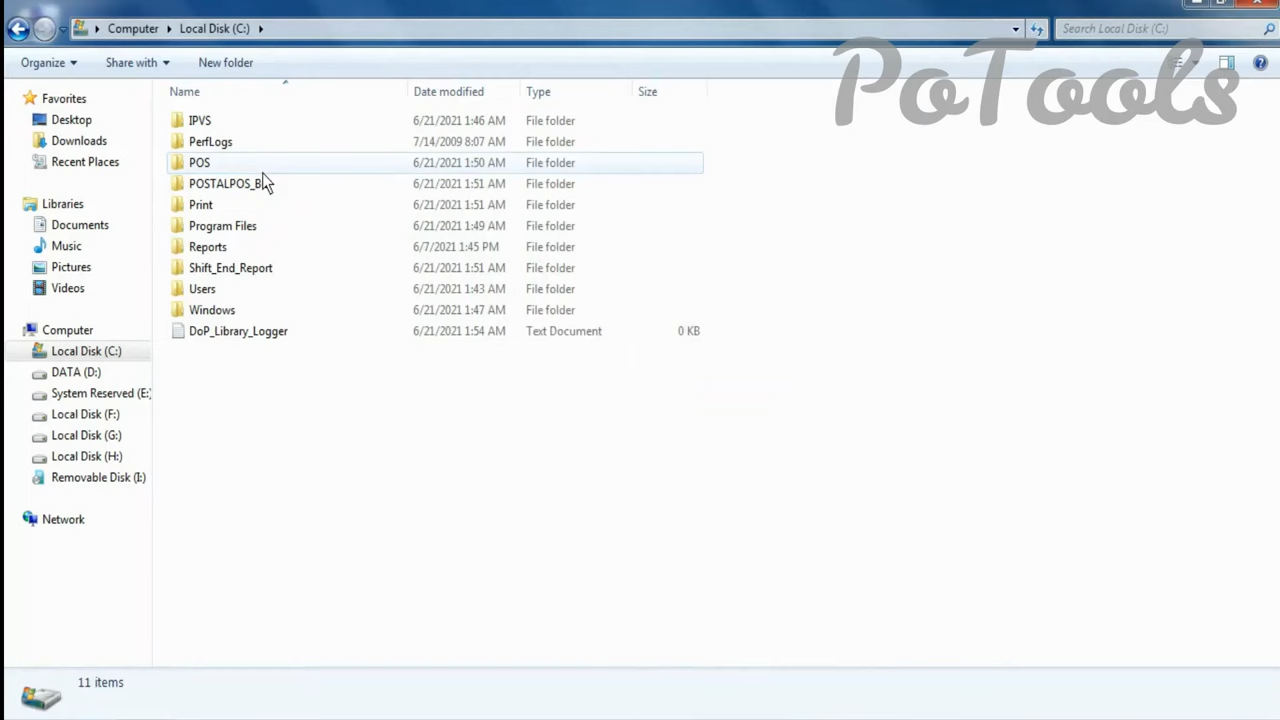 Computer Local Disk (C:) Search Local Disk (C:)
Organize Share with New folder
PoTools
Name Date modified Type Size
Favorites
Desktop
Downloads
Recent Places
Libraries
Documents
Music
Pictures
Videos
Computer
Local Disk (C:)
DATA (D:)
System Reserved (E:)
Local Disk (F:)
Local Disk (G:)
Local Disk (H:)
Removable Disk (I:)
Network
IPVS 6/21/2021 1:46 AM File folder
PerfLogs 7/14/2009 8:07 AM File folder
POS 6/21/2021 1:50 AM File folder
6/21/2021 1:51 AM File folder
Print 6/21/2021 1:51 AM File folder
Program Files 6/21/2021 1:49 AM File folder
Reports 6/7/2021 1:45 PM File folder
Shift_End_Report 6/21/2021 1:51 AM File folder
Users 6/21/2021 1:43 AM File folder
Windows 6/21/2021 1:47 AM File folder
DoP_Library_Logger 6/21/2021 1:54 AM Text Document 0 KB
11 items